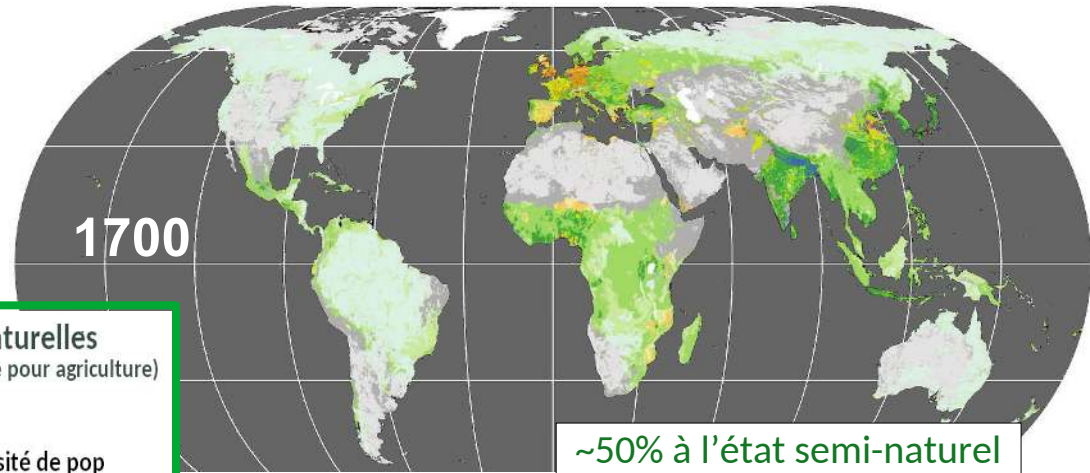 1700
turelles
pour agriculture)
sité de pop
~50% à l’état semi-naturel